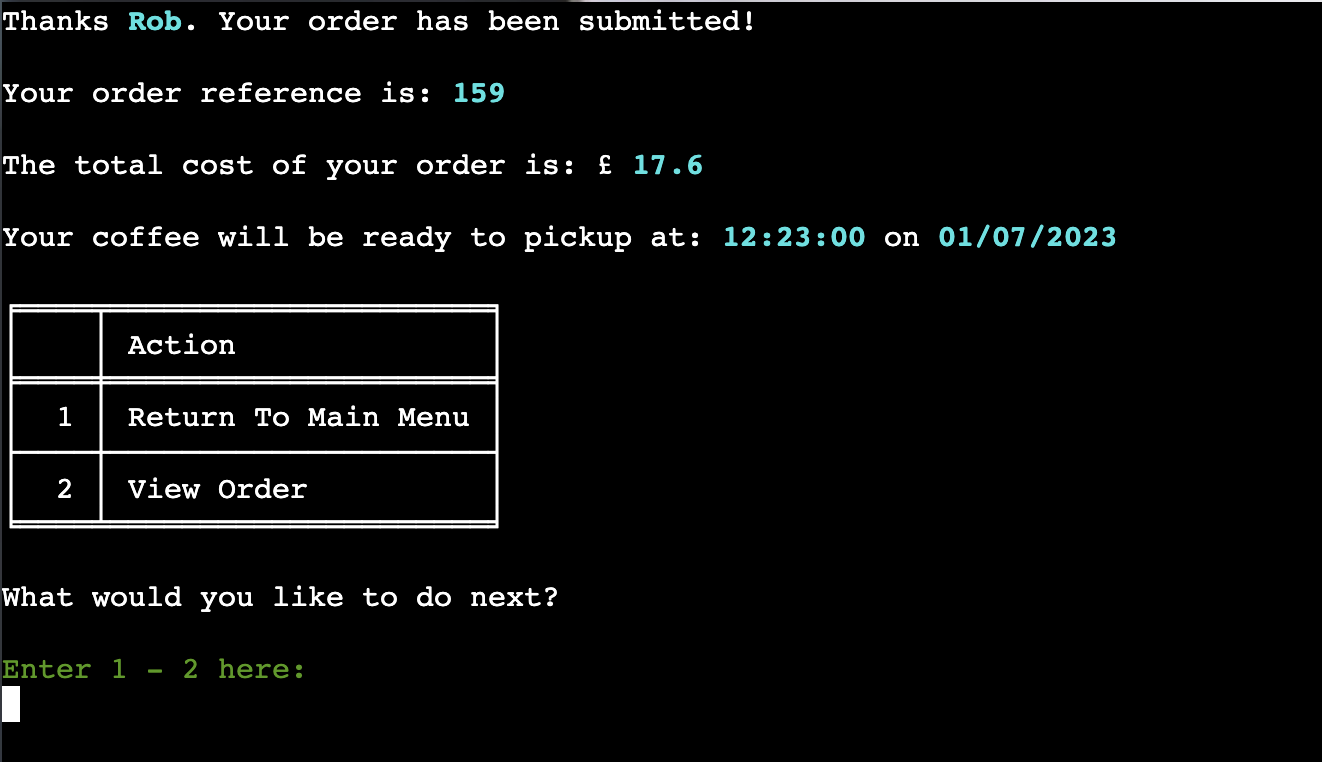 Thanks Rob. Your order has been submitted!
Your order reference is: 159
The total cost of your order is: £ 17.6
Your coffee will be ready to pickup at: 12:23:00 on 01/07/2023
Action
1 Return To Main Menu
2 View Order
What would you like to do next?
Enter 1 - 2 here: